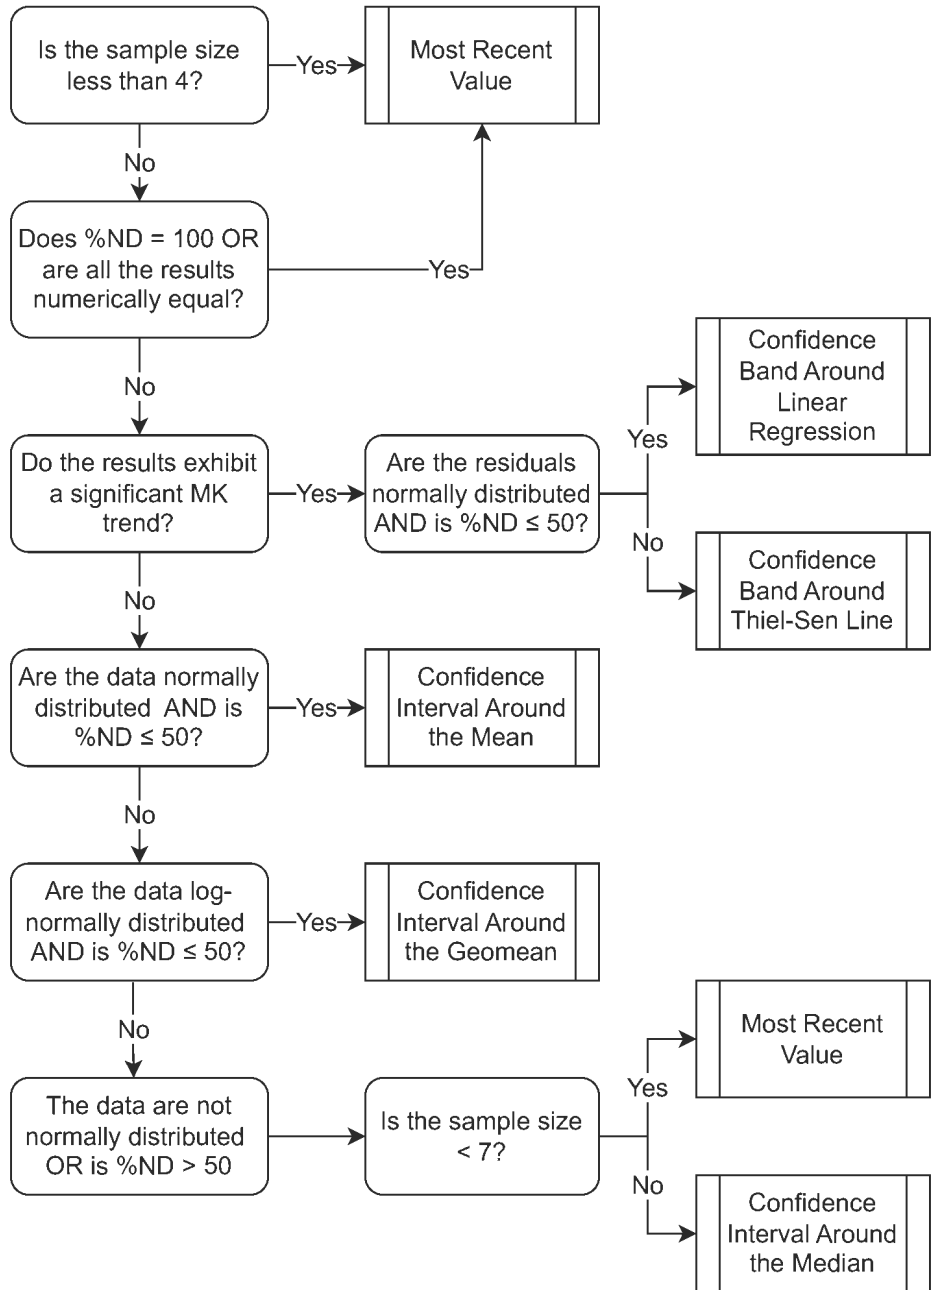 Is the sample size
less than 4?
Yes
Most Recent
Value
No
Does %ND = 100 OR
are all the results
numerically equal?
Yes
No
Do the results exhibit
a significant MK
trend?
Yes
Are the residuals
normally distributed
AND is %ND ≤ 50?
Yes
Confidence
Band Around
Linear
Regression
No
Confidence
Band Around
Thiel-Sen Line
No
Are the data normally
distributed AND is
%ND ≤ 50?
Yes
Confidence
Interval Around
the Mean
No
Are the data log-
normally distributed
AND is %ND ≤ 50?
Yes
Confidence
Interval Around
the Geomean
No
The data are not
normally distributed
OR is %ND > 50
Is the sample size
< 7?
Yes
Most Recent
Value
No
Confidence
Interval Around
the Median